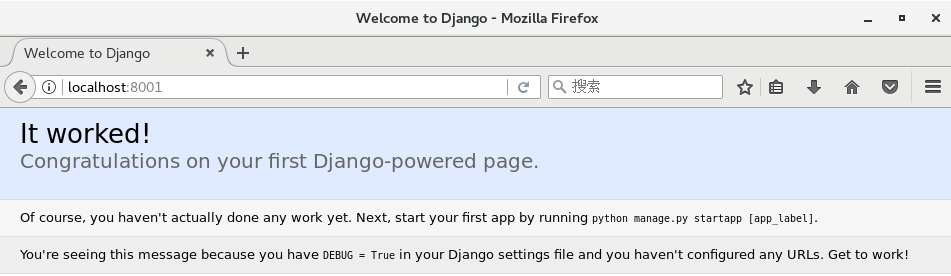 Welcome to Django - Mozilla Firefox
Welcome to Django
localhost:8001
搜索
It worked!
Congratulations on your first Django-powered page.
Of course, you haven't actually done any work yet. Next, start your first app by running python manage.py startapp [app_label].
You're seeing this message because you have DEBUG = True in your Django settings file and you haven't configured any URLs. Get to work!